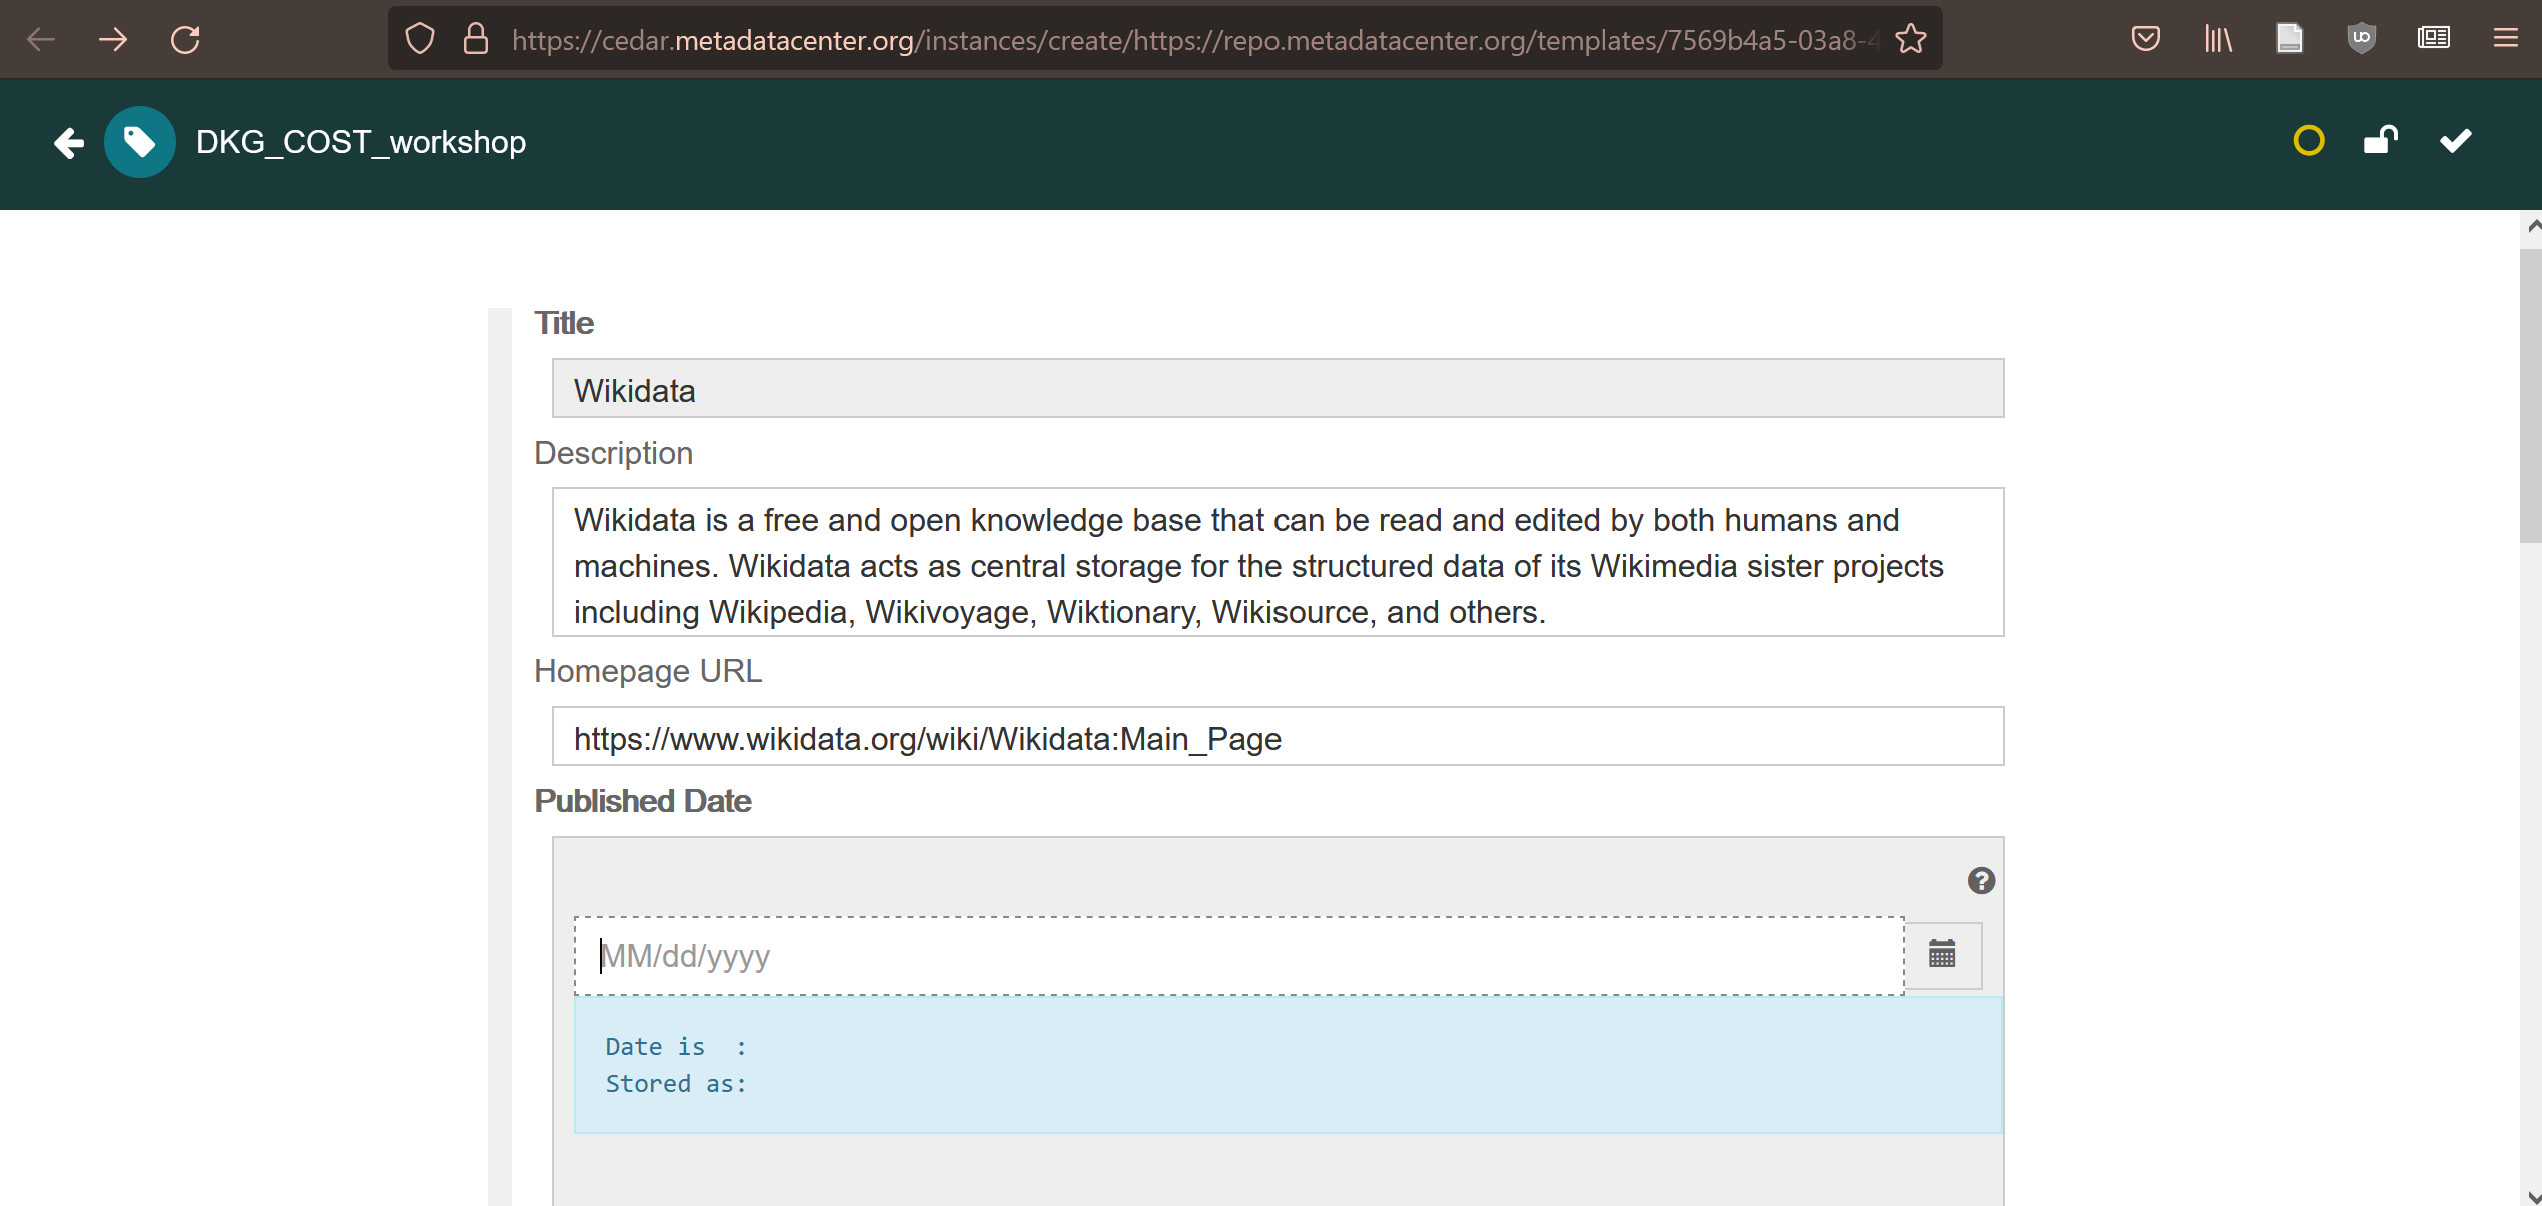 https://cedar.metadatacenter.org/instances/create/https://repo.metadatacenter.org/templates/7569b4a5-03a8-4
DKG_COST_workshop
Title
Wikidata
Description
Wikidata is a free and open knowledge base that can be read and edited by both humans and
machines. Wikidata acts as central storage for the structured data of its Wikimedia sister projects
including Wikipedia, Wikivoyage, Wiktionary, Wikisource, and others.
Homepage URL
https://www.wikidata.org/wiki/Wikidata:Main_Page
Published Date
MM/dd/yyyy
Date is :
Stored as: